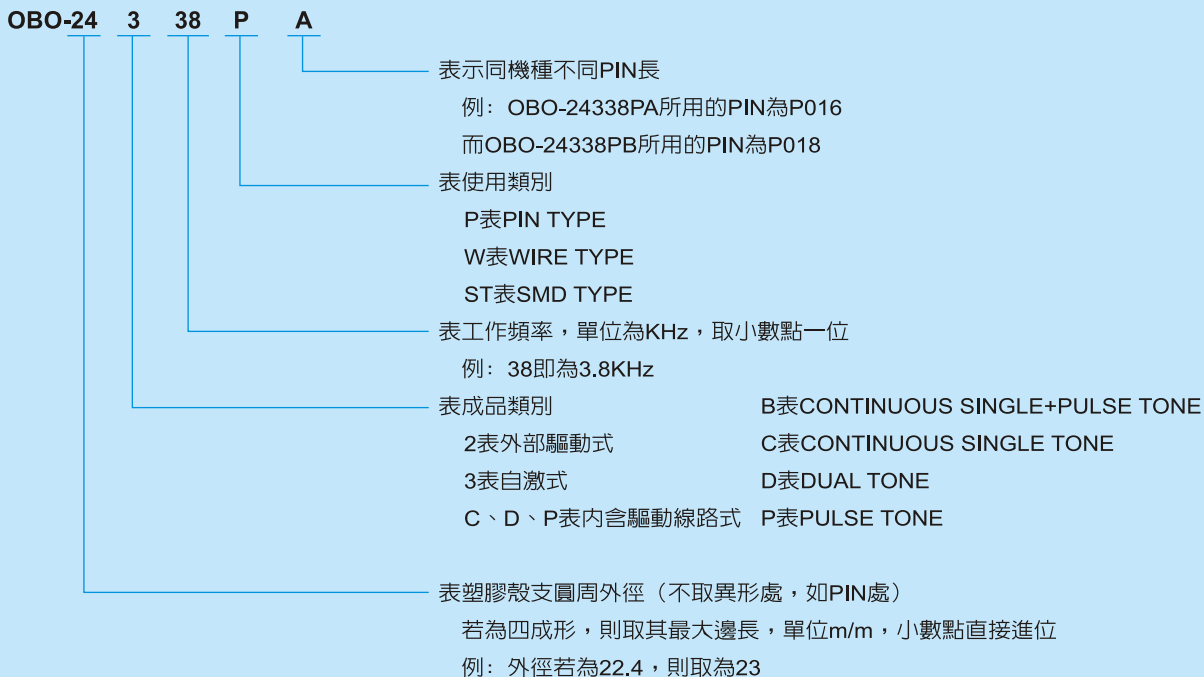 OBO-24 3 38 P A
表示同機種不同PIN長
例：OBO-24338PA所用的PIN為P016
而OBO-24338PB所用的PIN為P018
表使用類別
P表PIN TYPE
W表WIRE TYPE
ST表SMD TYPE
表工作頻率，單位為KHz，取小數點一位
例：38即為3.8KHz
表成品類別 B表CONTINUOUS SINGLE+PULSE TONE
2表外部驅動式 C表CONTINUOUS SINGLE TONE
3表自激式 D表DUAL TONE
C、D、P表內含驅動線路式 P表PULSE TONE
表塑膠殼支圓周外徑（不取異形處，如PIN處）
若為四成形，則取其最大邊長，單位m/m，小數點直接進位
例：外徑若為22.4，則取為23